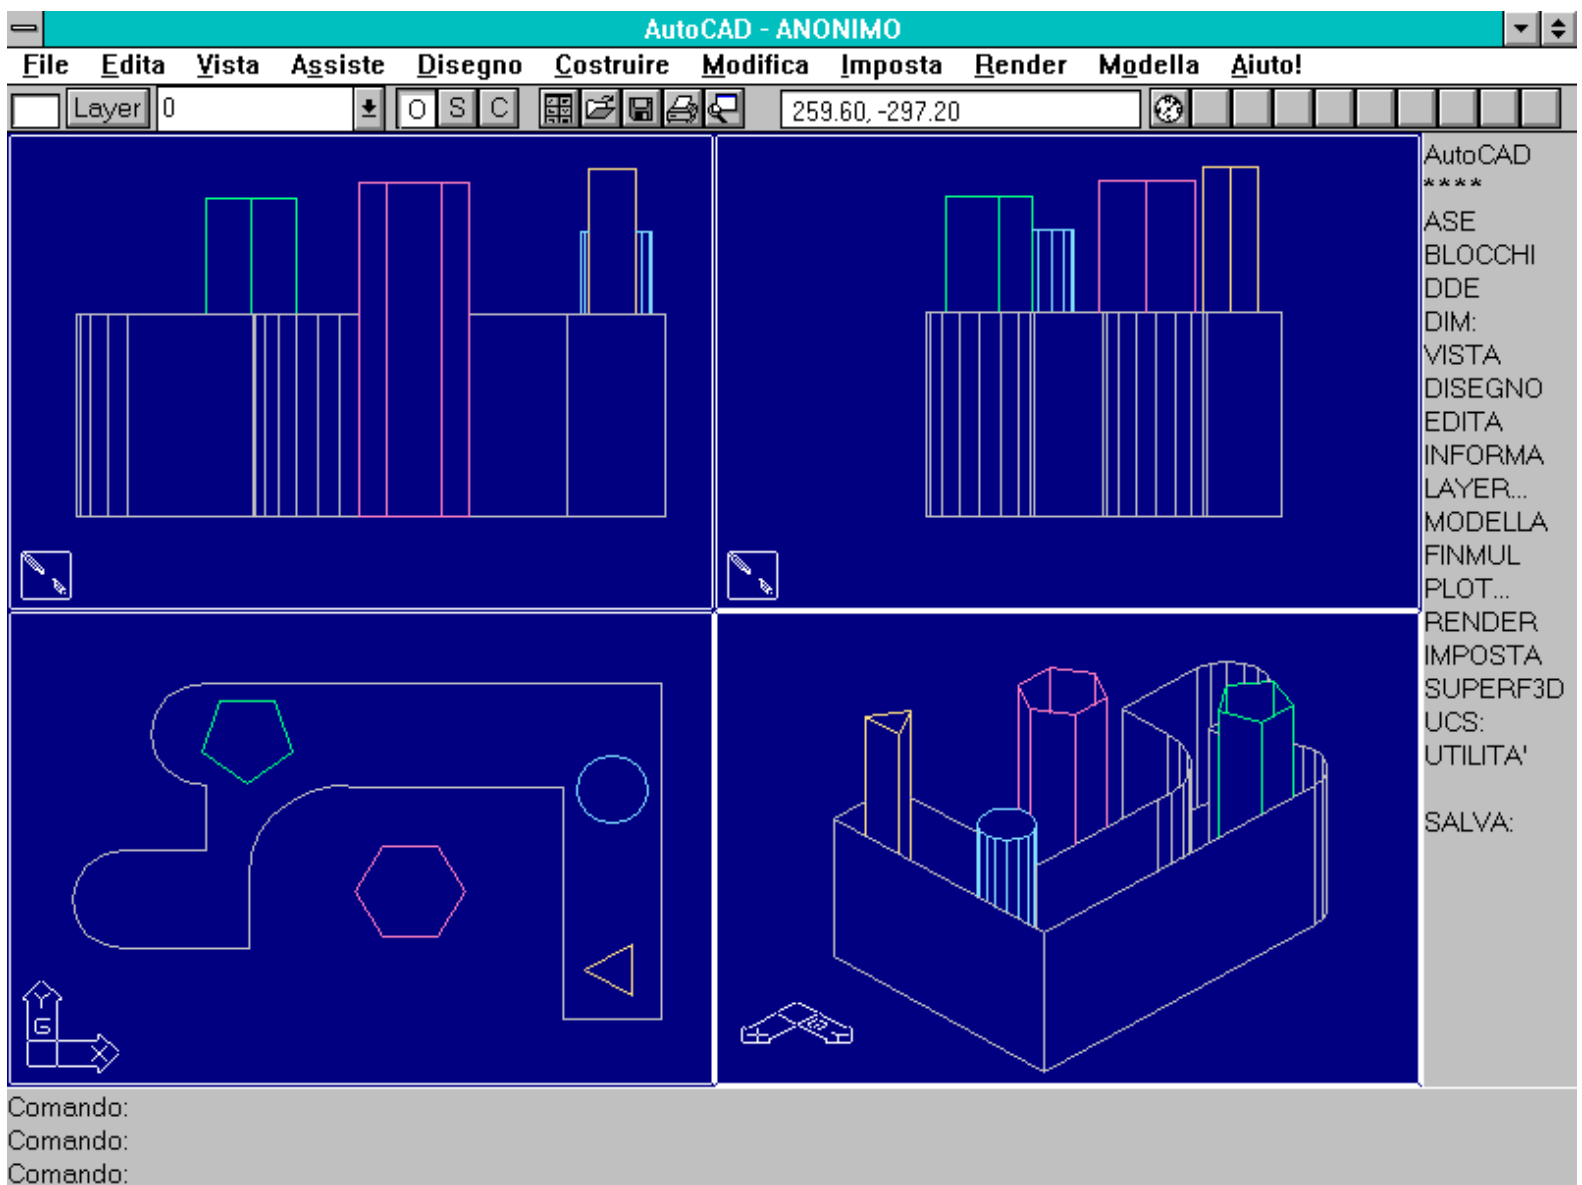 AutoCAD - ANONIMO
File Edita Vista Assiste Disegno Costruire Modifica Imposta Render Modella Aiuto!
Layer 0 O S C 259.60, -297.20
AutoCAD
* * * *
ASE
BLOCCHI
DDE
DIM:
VISTA
DISEGNO
EDITA
INFORMA
LAYER...
MODELLA
FINMUL
PLOT...
RENDER
IMPOSTA
SUPERF3D
UCS:
UTILITA'
SALVA:
Y
G
X
Comando:
Comando:
Comando: